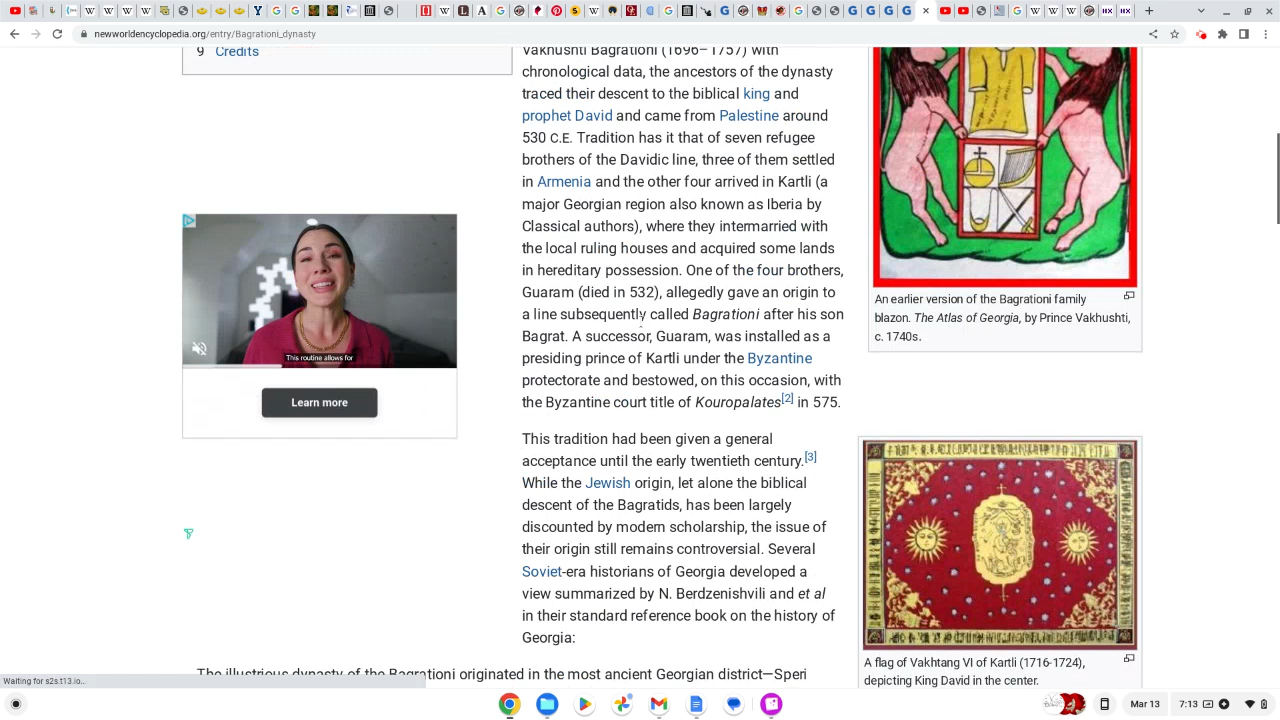 newworldencyclopedia.org/entry/Bagrationi_dynasty
9 Credits
Vakhushti Bagrationi (1696–1757) with
chronological data, the ancestors of the dynasty
traced their descent to the biblical king and
prophet David and came from Palestine around
530 C.E. Tradition has it that of seven refugee
brothers of the Davidic line, three of them settled
in Armenia and the other four arrived in Kartli (a
major Georgian region also known as Iberia by
Classical authors), where they intermarried with
the local ruling houses and acquired some lands
in hereditary possession. One of the four brothers,
Guaram (died in 532), allegedly gave an origin to
a line subsequently called Bagrationi after his son
Bagrat. A successor, Guaram, was installed as a
presiding prince of Kartli under the Byzantine
protectorate and bestowed, on this occasion, with
the Byzantine court title of Kouropalates[2] in 575.
This tradition had been given a general
acceptance until the early twentieth century.[3]
While the Jewish origin, let alone the biblical
descent of the Bagratids, has been largely
discounted by modern scholarship, the issue of
their origin still remains controversial. Several
Soviet-era historians of Georgia developed a
view summarized by N. Berdzenishvili and et al
in their standard reference book on the history of
Georgia:
The illustrious dynasty of the Bagrationi originated in the most ancient Georgian district—Speri
This routine allows for
Learn more
An earlier version of the Bagrationi family
blazon. The Atlas of Georgia, by Prince Vakhushti,
c. 1740s.
A flag of Vakhtang VI of Kartli (1716-1724),
depicting King David in the center.
Waiting for s2s.t13.io...
Mar 13
7:13